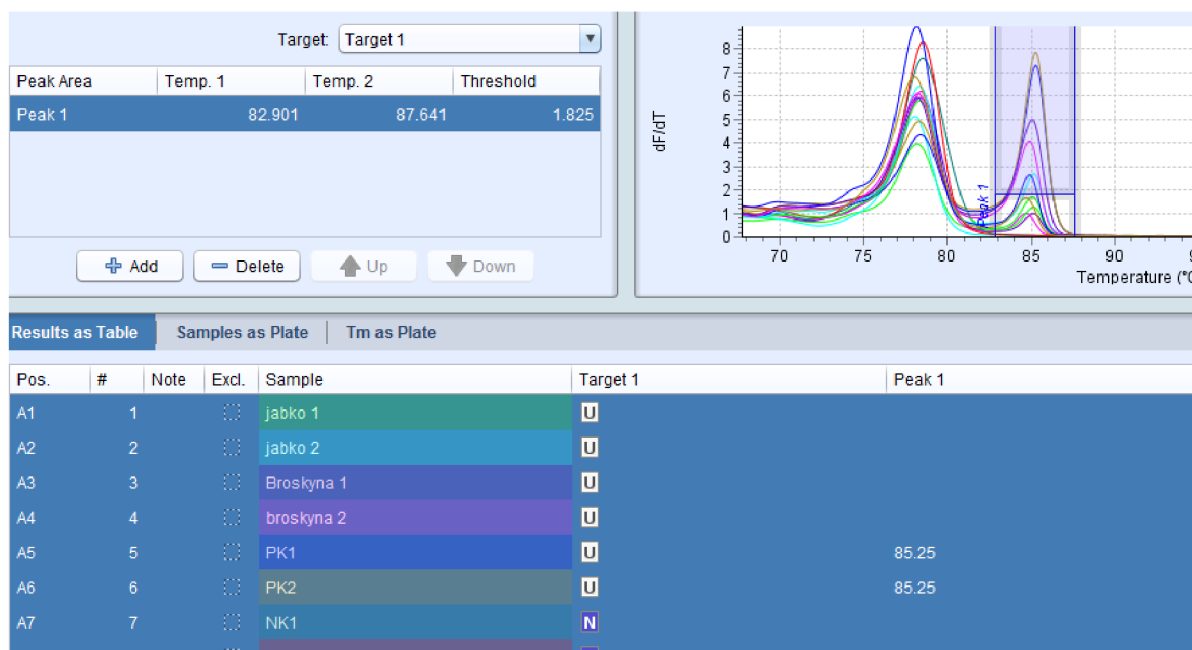 Target: Target 1
Peak Area Temp. 1 Temp. 2 Threshold
Peak 1 82.901 87.641 1.825
Add Delete Up Down
dF/dT
8
7
6
5
4
3
2
1
0
Peak 1
70 75 80 85 90
Temperature (°
Results as Table Samples as Plate Tm as Plate
Pos. # Note Excl. Sample Target 1 Peak 1
A1 1 jabko 1 U
A2 2 jabko 2 U
A3 3 Broskyna 1 U
A4 4 broskyna 2 U
A5 5 PK1 U 85.25
A6 6 PK2 U 85.25
A7 7 NK1 N